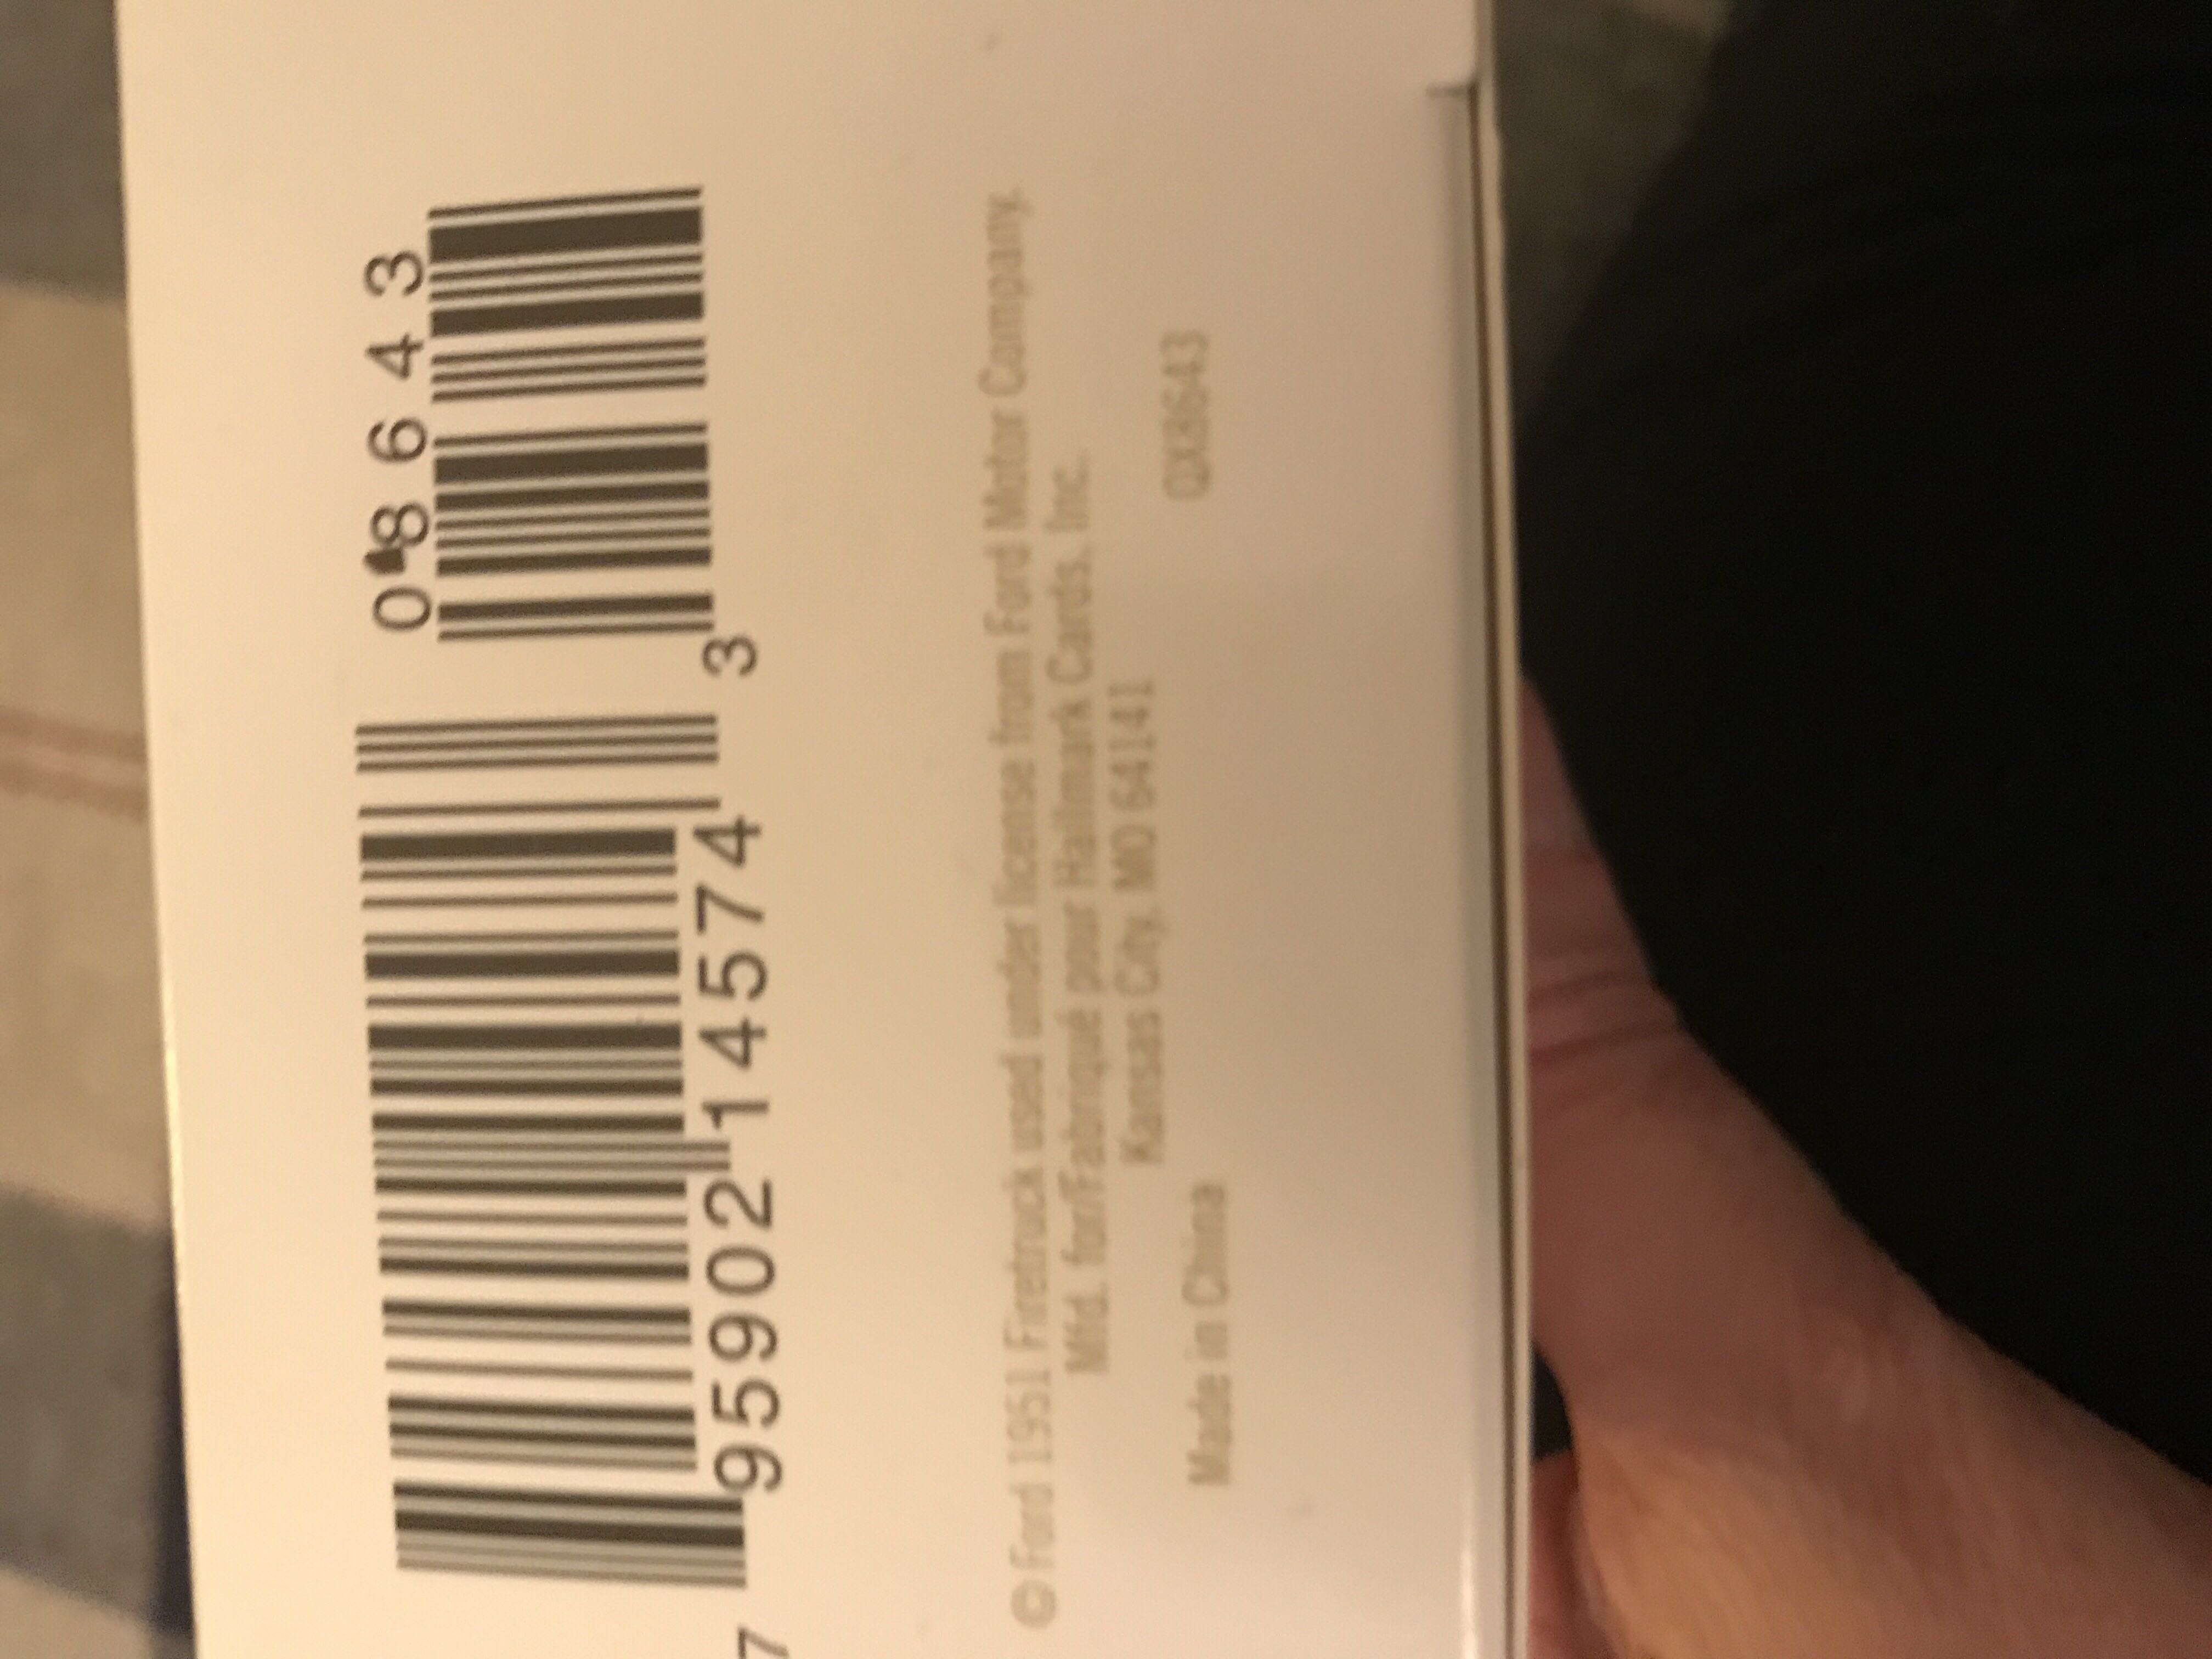 08643
7 95902 14574 3
© Ford 1951 Firetruck used under license from Ford Motor Company.
Mfd. for/Fabriqué pour Hallmark Cards, Inc.
Kansas City, MO 64141
Made in China QX8643